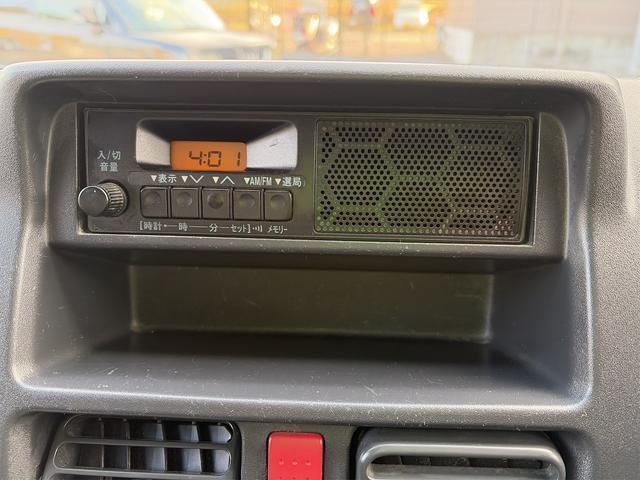 4:01
入/切
音量
▼表示 ▼∨ ▼∧ ▼AM/FM ▼選局
[時計 時 分 セット] メモリー